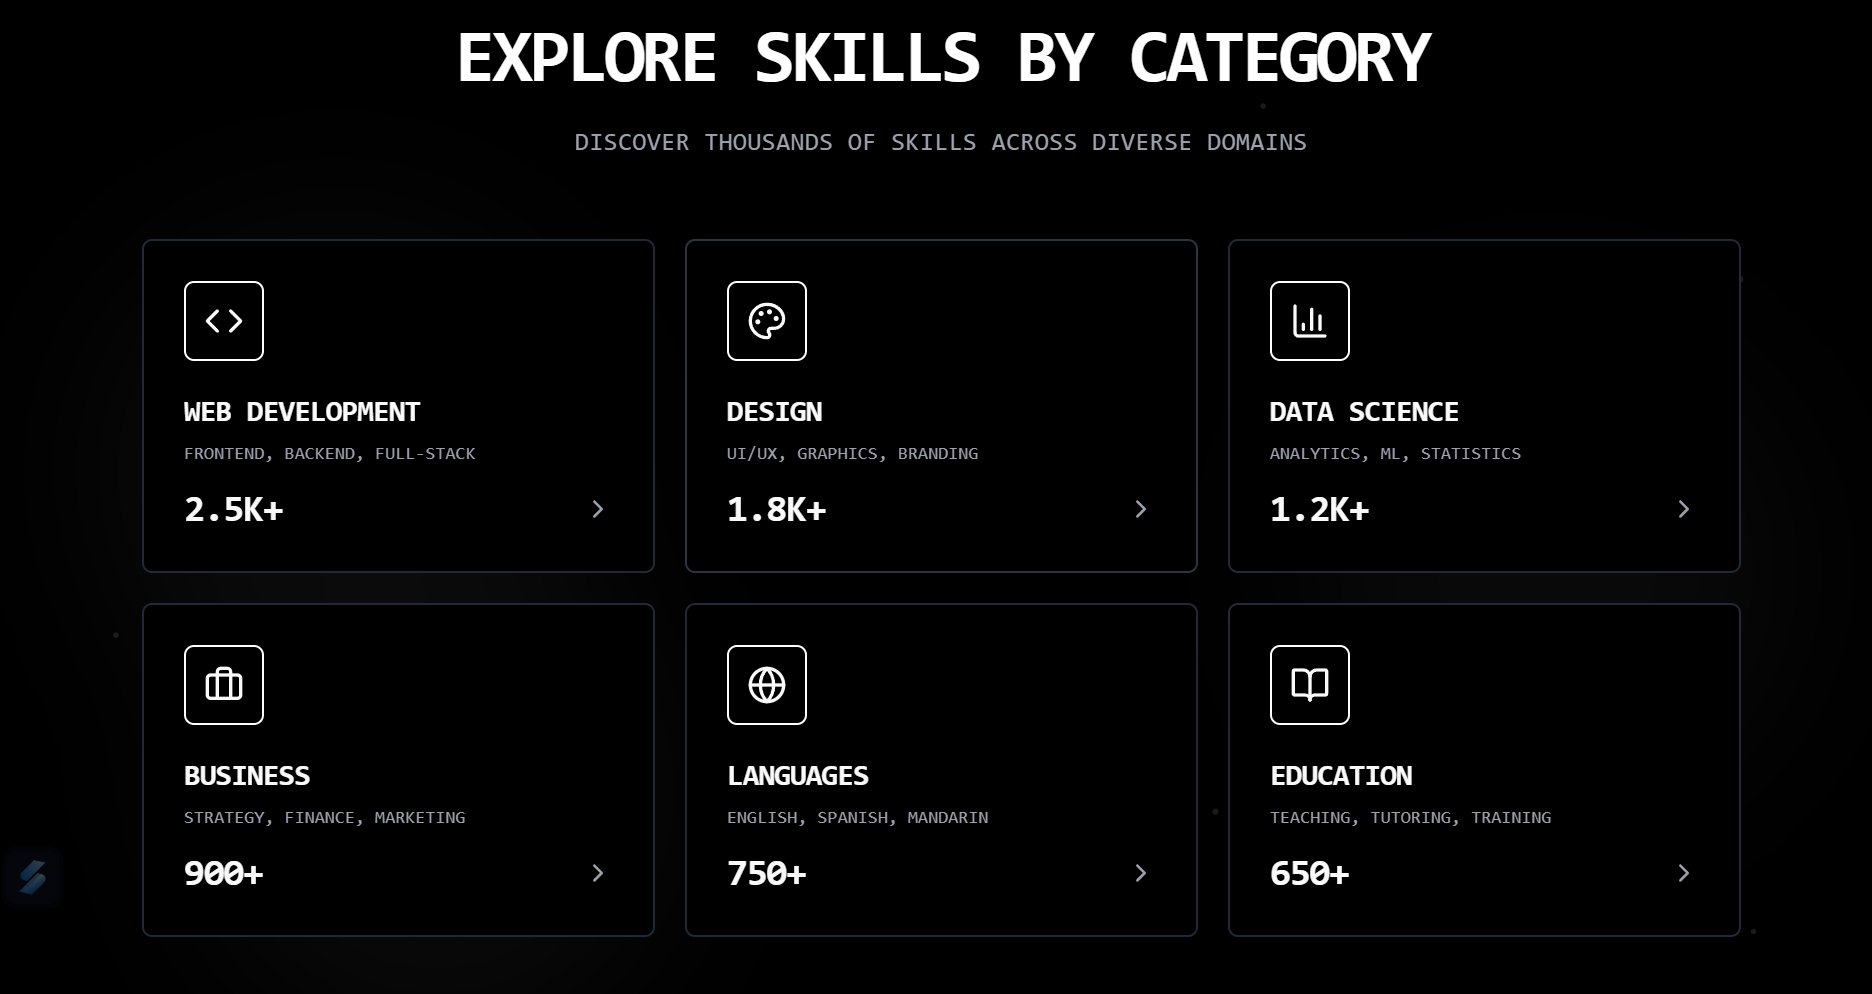 EXPLORE SKILLS BY CATEGORY
DISCOVER THOUSANDS OF SKILLS ACROSS DIVERSE DOMAINS
WEB DEVELOPMENT
FRONTEND, BACKEND, FULL-STACK
2.5K+
DESIGN
UI/UX, GRAPHICS, BRANDING
1.8K+
DATA SCIENCE
ANALYTICS, ML, STATISTICS
1.2K+
BUSINESS
STRATEGY, FINANCE, MARKETING
900+
LANGUAGES
ENGLISH, SPANISH, MANDARIN
750+
EDUCATION
TEACHING, TUTORING, TRAINING
650+